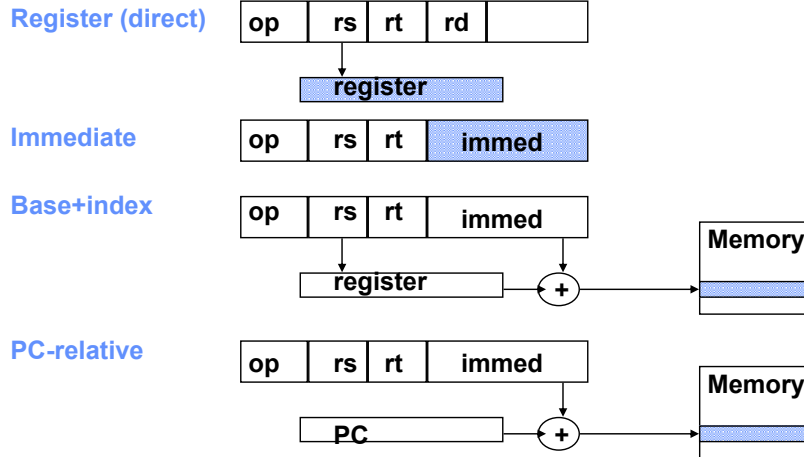 Register (direct)
op rs rt rd
register
Immediate
op rs rt immed
Base+index
op rs rt immed
Memory
register
+
PC-relative
op rs rt immed
Memory
PC
+